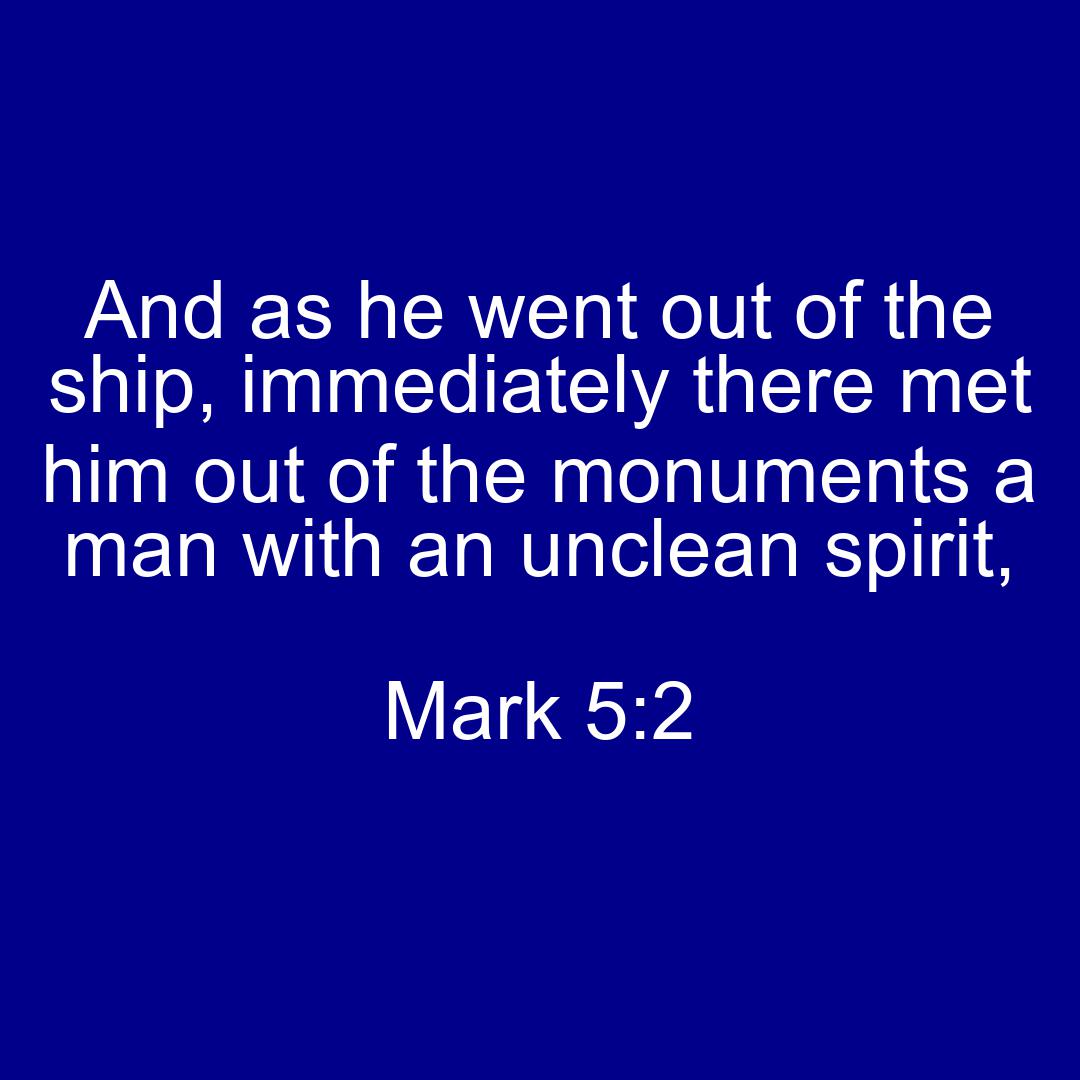 And as he went out of the
ship, immediately there met
him out of the monuments a
man with an unclean spirit,
Mark 5:2